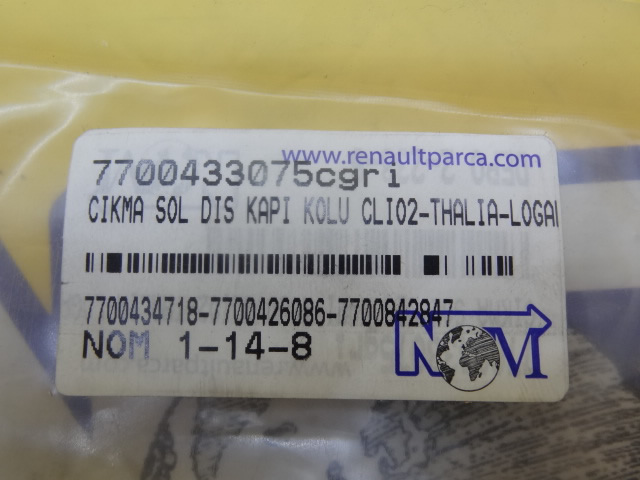 www.renaultparca.com
7700433075cgri
CIKMA SOL DIS KAPI KOLU CLIO2-THALIA-LOGAN
7700434718-7700426086-7700842847
NOM 1-14-8
NOM